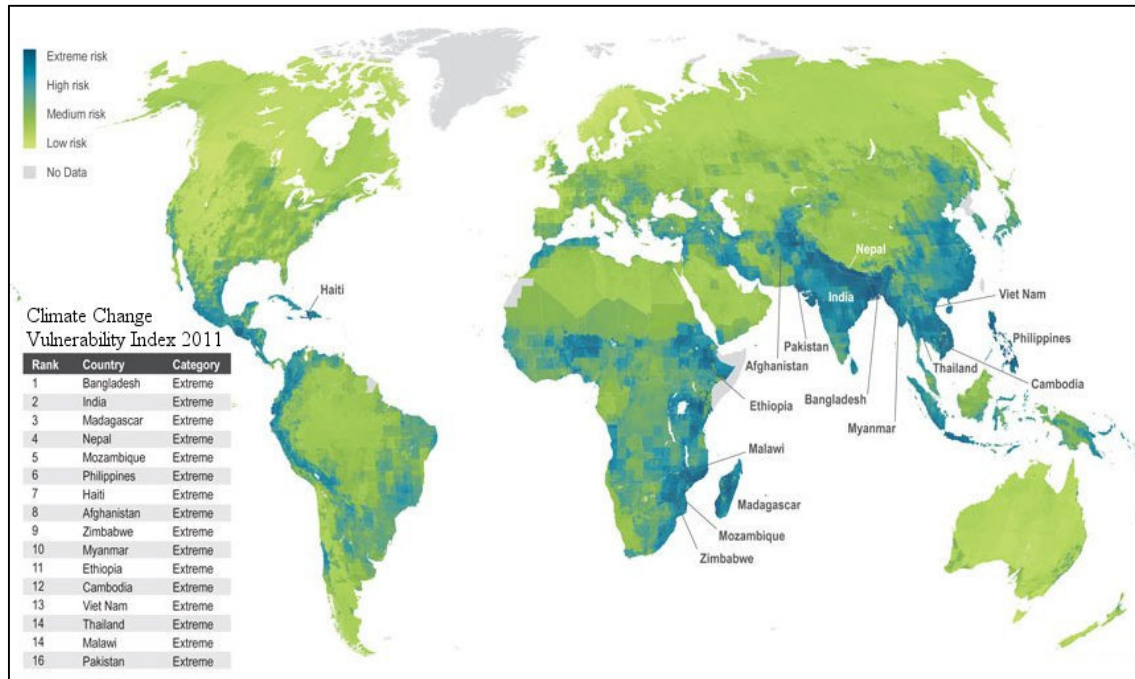 Extreme risk
High risk
Medium risk
Low risk
No Data
Haiti
Nepal
India
Viet Nam
Philippines
Pakistan
Afghanistan
Thailand
Cambodia
Bangladesh
Ethiopia
Myanmar
Malawi
Madagascar
Mozambique
Zimbabwe
Climate Change
Vulnerability Index 2011
Rank Country Category
1 Bangladesh Extreme
2 India Extreme
3 Madagascar Extreme
4 Nepal Extreme
5 Mozambique Extreme
6 Philippines Extreme
7 Haiti Extreme
8 Afghanistan Extreme
9 Zimbabwe Extreme
10 Myanmar Extreme
11 Ethiopia Extreme
12 Cambodia Extreme
13 Viet Nam Extreme
14 Thailand Extreme
14 Malawi Extreme
16 Pakistan Extreme